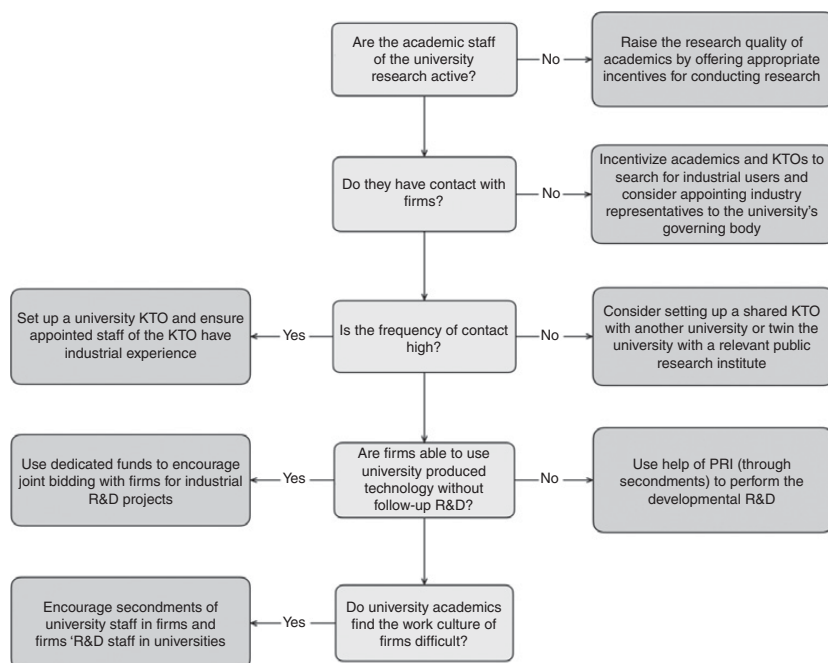 Are the academic staff
of the university
research active?
No
Raise the research quality of
academics by offering appropriate
incentives for conducting research
Do they have contact with
firms?
No
Incentivize academics and KTOs to
search for industrial users and
consider appointing industry
representatives to the university's
governing body
Set up a university KTO and ensure
appointed staff of the KTO have
industrial experience
Yes
Is the frequency of contact
high?
No
Consider setting up a shared KTO
with another university or twin the
university with a relevant public
research institute
Use dedicated funds to encourage
joint bidding with firms for industrial
R&D projects
Yes
Are firms able to use
university produced
technology without
follow-up R&D?
No
Use help of PRI (through
secondments) to perform the
developmental R&D
Encourage secondments of
university staff in firms and
firms 'R&D staff in universities
Yes
Do university academics
find the work culture of
firms difficult?